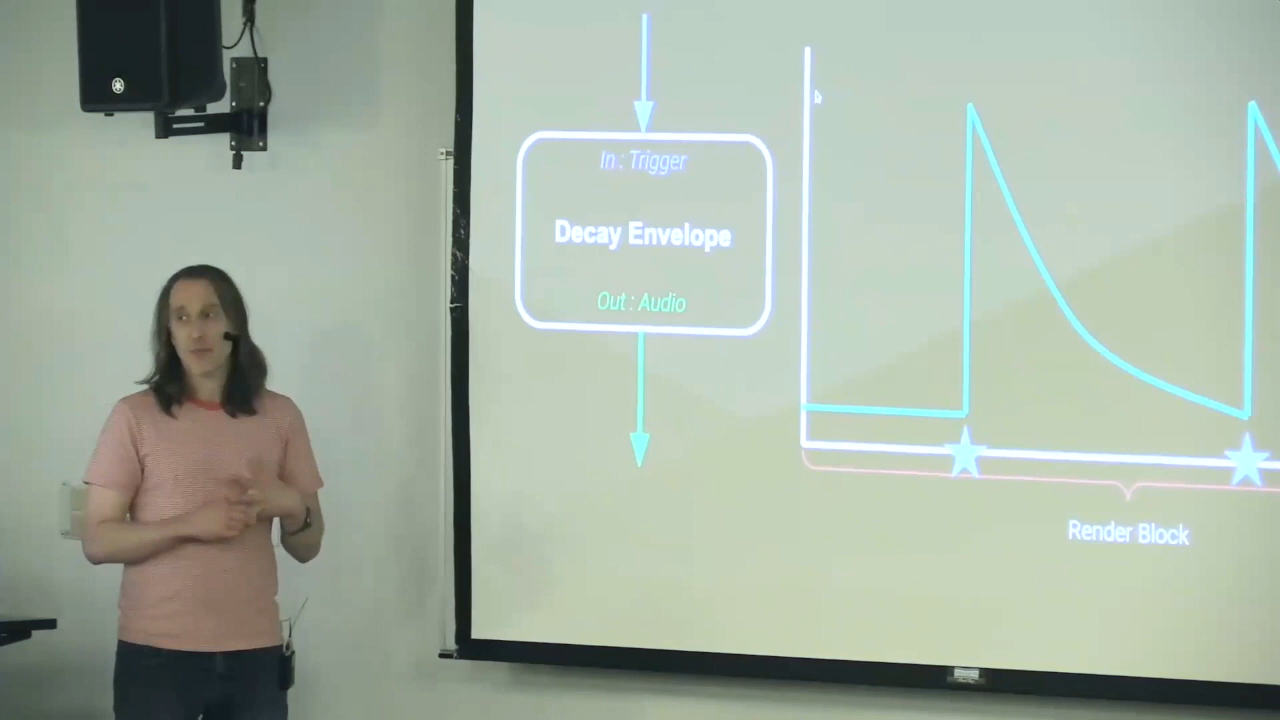 In : Trigger
Decay Envelope
Out : Audio
Render Block